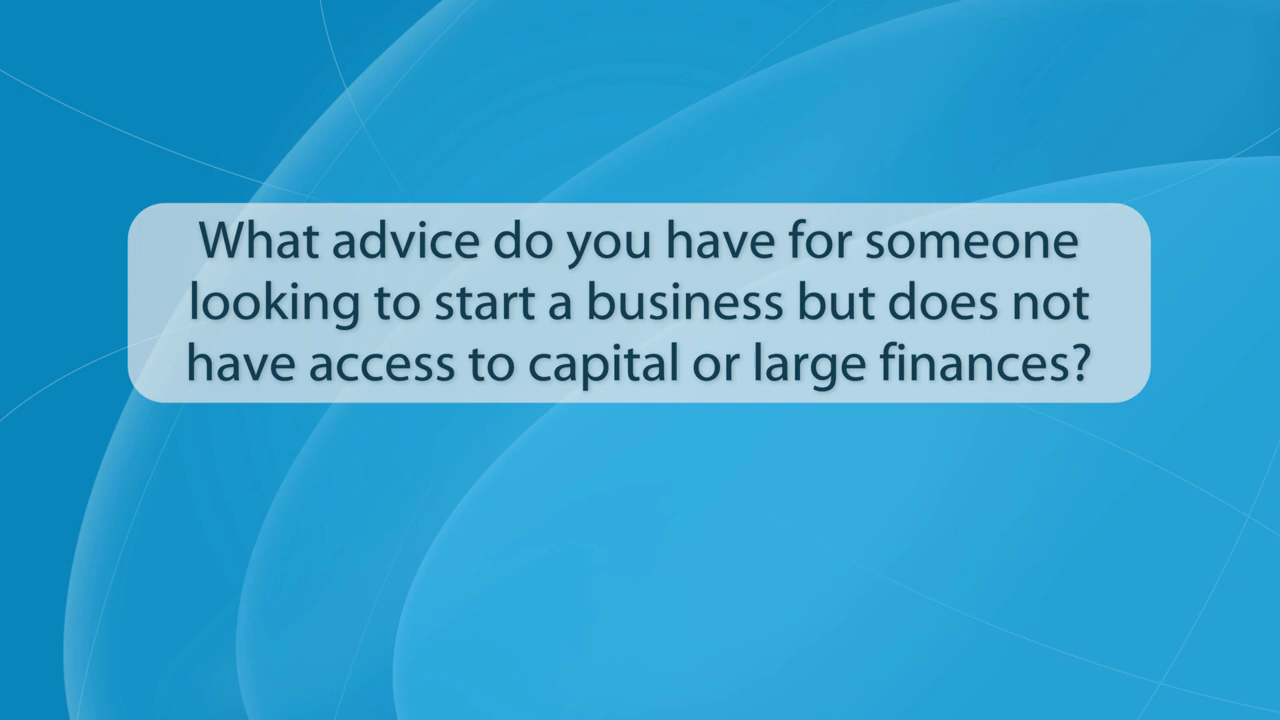 What advice do you have for someone
looking to start a business but does not
have access to capital or large finances?